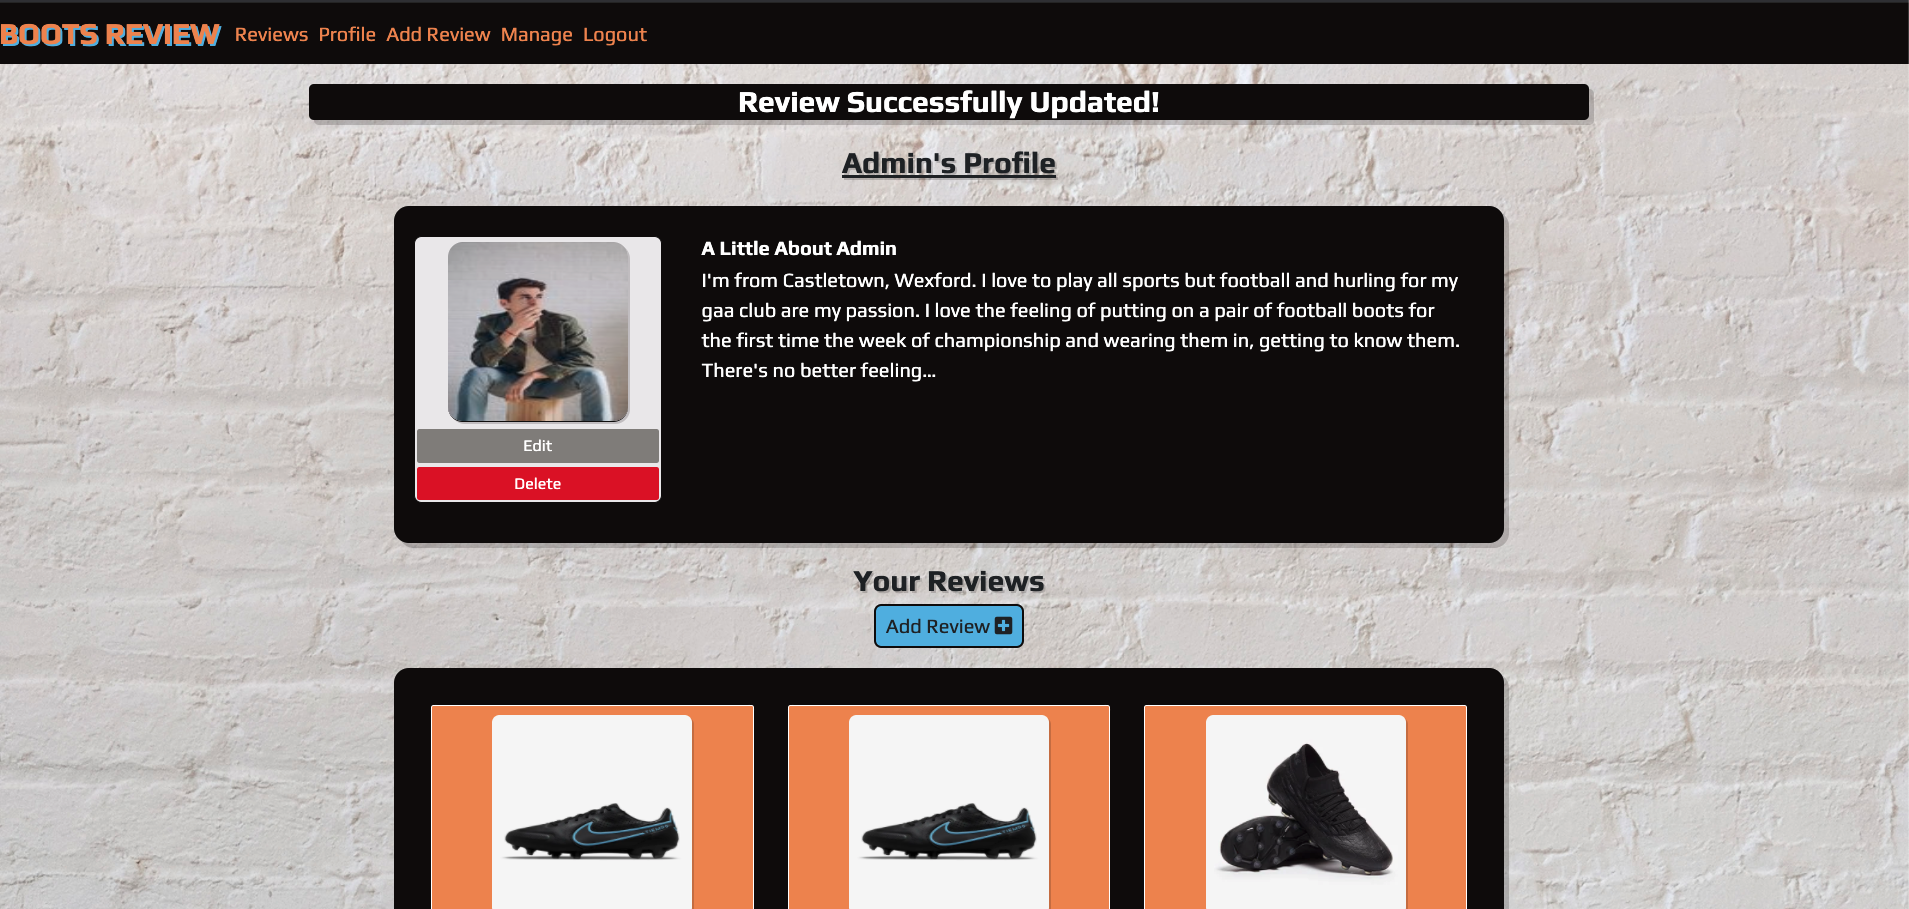 BOOTS REVIEW Reviews Profile Add Review Manage Logout
Review Successfully Updated!
Admin's Profile
A Little About Admin
I'm from Castletown, Wexford. I love to play all sports but football and hurling for my
gaa club are my passion. I love the feeling of putting on a pair of football boots for
the first time the week of championship and wearing them in, getting to know them.
There's no better feeling...
Edit
Delete
Your Reviews
Add Review